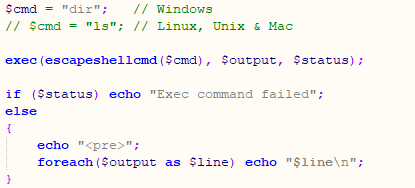 $cmd = "dir";   // Windows
// $cmd = "ls"; // Linux, Unix & Mac
exec(escapeshellcmd($cmd), $output, $status);
if ($status) echo "Exec command failed";
else
{
    echo "<pre>";
    foreach($output as $line) echo "$line\n";
}